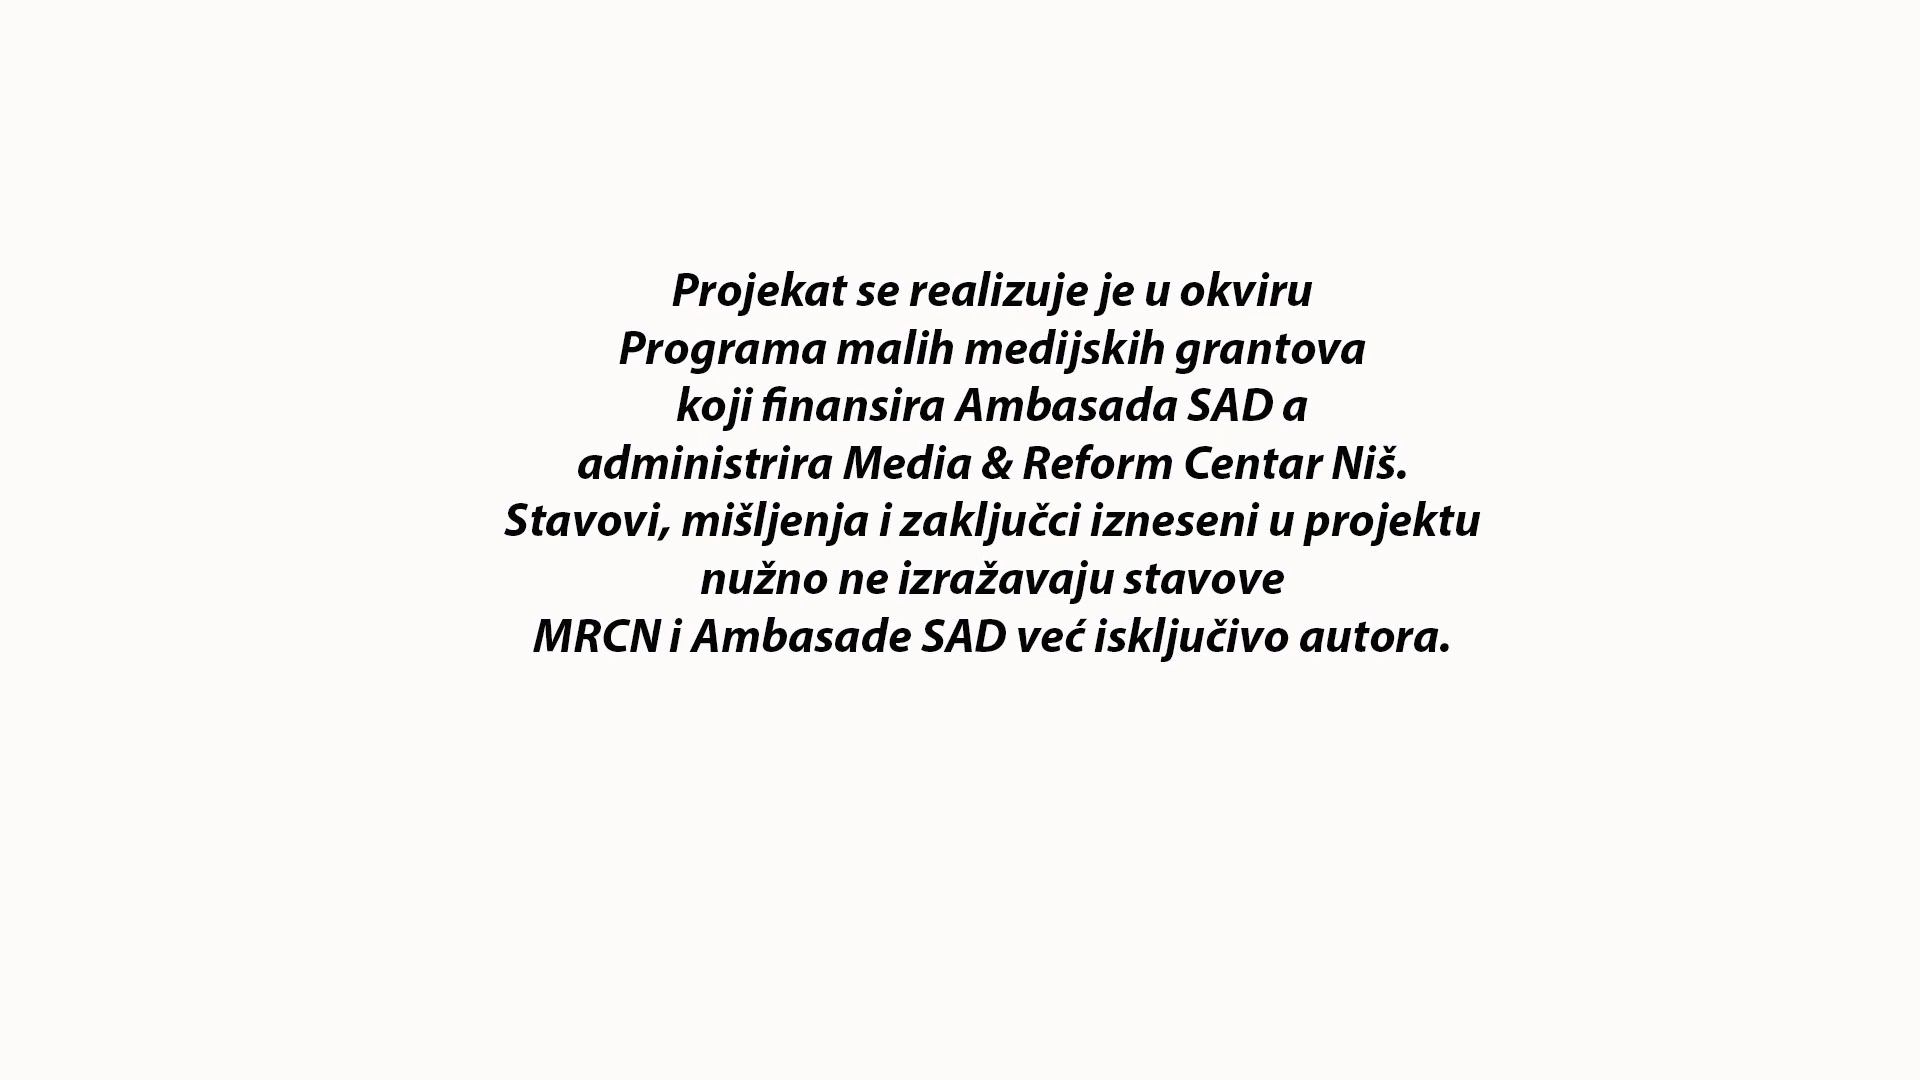 Projekat se realizuje je u okviru
Programa malih medijskih grantova
koji finansira Ambasada SAD a
administrira Media & Reform Centar Niš.
Stavovi, mišljenja i zaključci izneseni u projektu
nužno ne izražavaju stavove
MRCN i Ambasade SAD već isključivo autora.